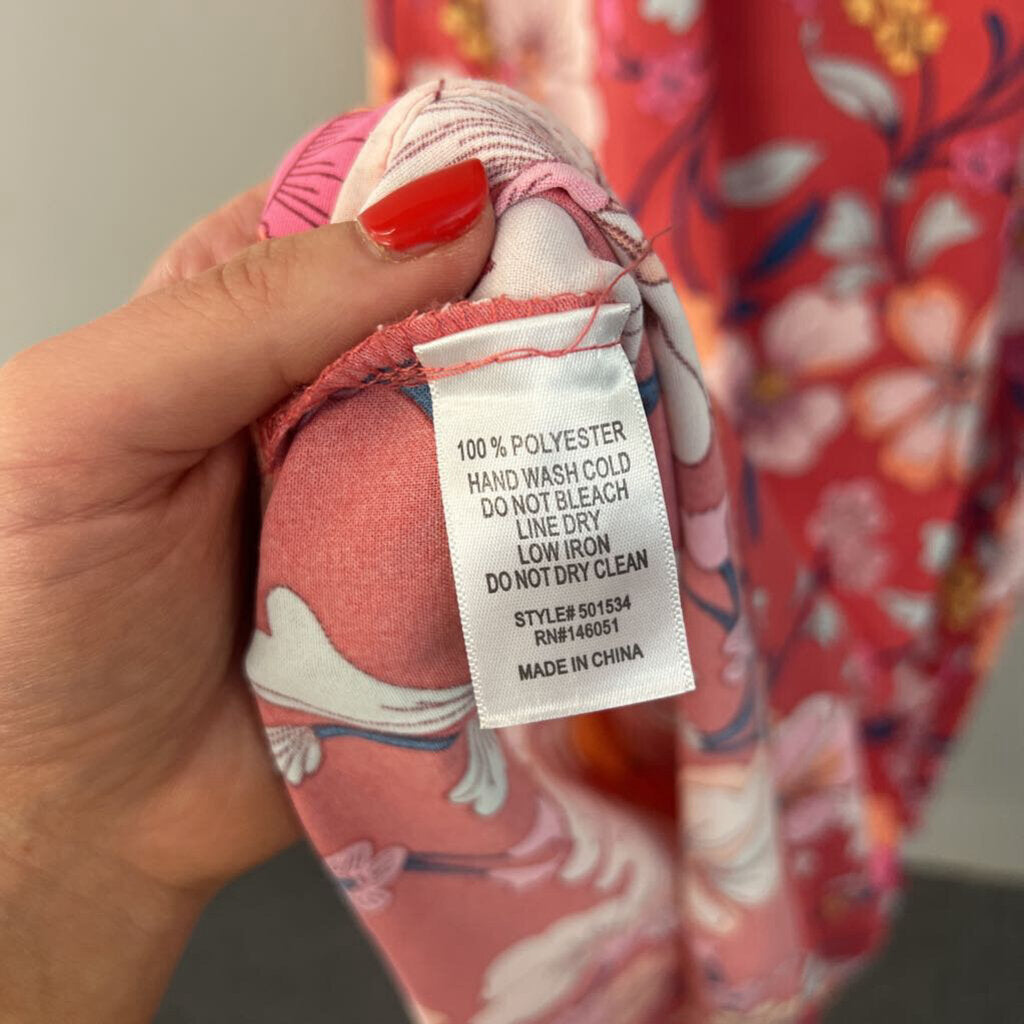 100 % POLYESTER
HAND WASH COLD
DO NOT BLEACH
LINE DRY
LOW IRON
DO NOT DRY CLEAN
STYLE# 501534
RN#146051
MADE IN CHINA